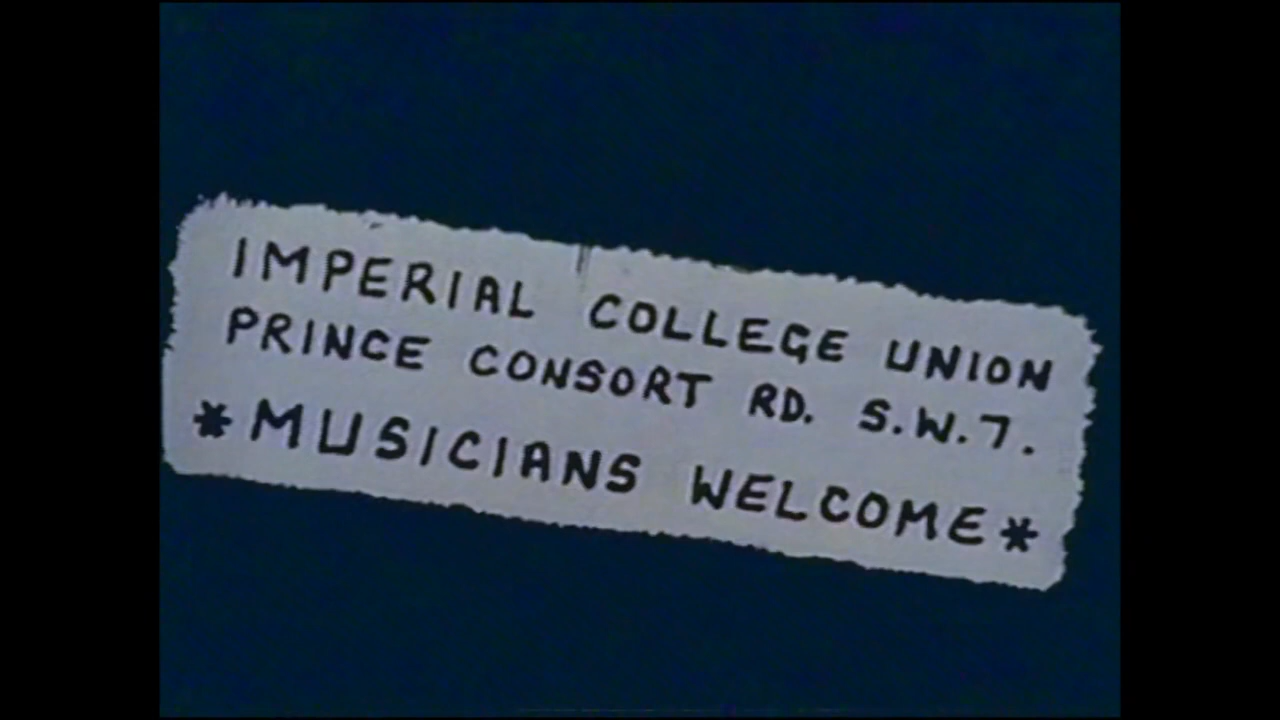 IMPERIAL COLLEGE UNION
PRINCE CONSORT RD. S.W.7.
*MUSICIANS WELCOME*